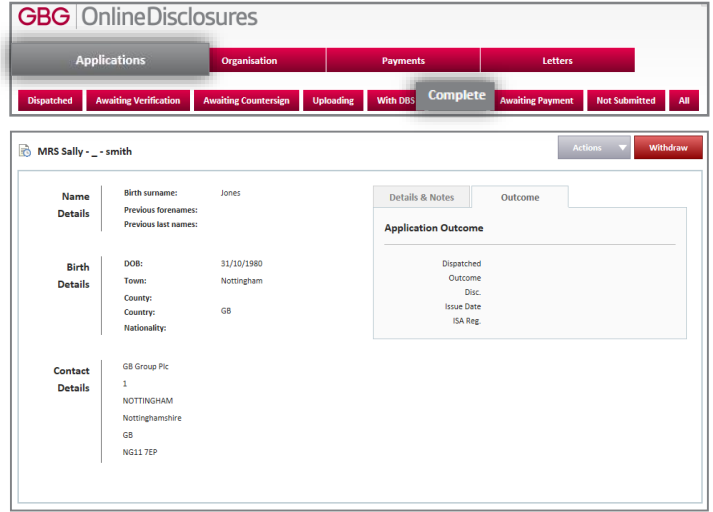 GBG OnlineDisclosures
Applications Organisation Payments Letters
Dispatched Awaiting Verification Awaiting Countersign Uploading With DBS Complete Awaiting Payment Not Submitted All
MRS Sally - _ - smith Actions Withdraw
Name Details
Birth surname: Jones
Previous forenames:
Previous last names:
Birth Details
DOB: 31/10/1980
Town: Nottingham
County:
Country: GB
Nationality:
Contact Details
GB Group Plc
1
NOTTINGHAM
Nottinghamshire
GB
NG11 7EP
Details & Notes Outcome
Application Outcome
Dispatched
Outcome
Disc.
Issue Date
ISA Reg.